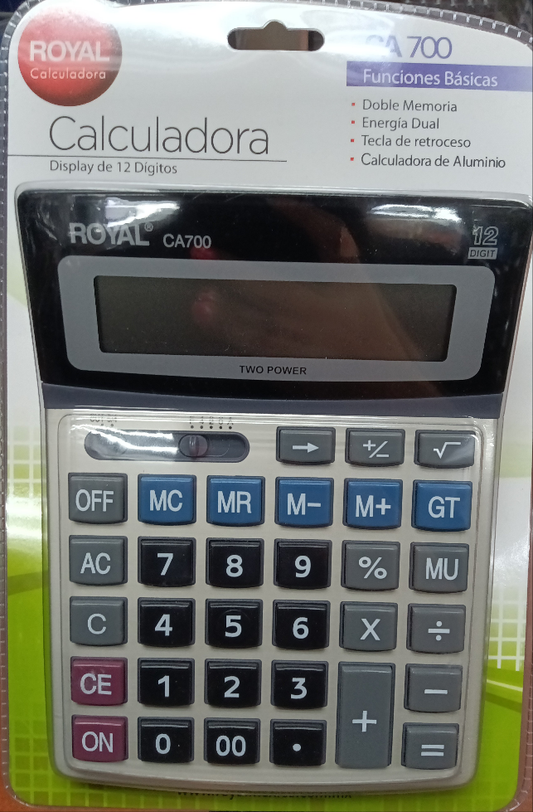 ROYAL
Calculadora
CA 700
Funciones Básicas
Doble Memoria
Energía Dual
Tecla de retroceso
Calculadora de Aluminio
Calculadora
Display de 12 Dígitos
ROYAL® CA700
12
DIGIT
TWO POWER
→ +/− √
OFF MC MR M− M+ GT
AC 7 8 9 % MU
C 4 5 6 X ÷
CE 1 2 3 −
+
ON 0 00 . =